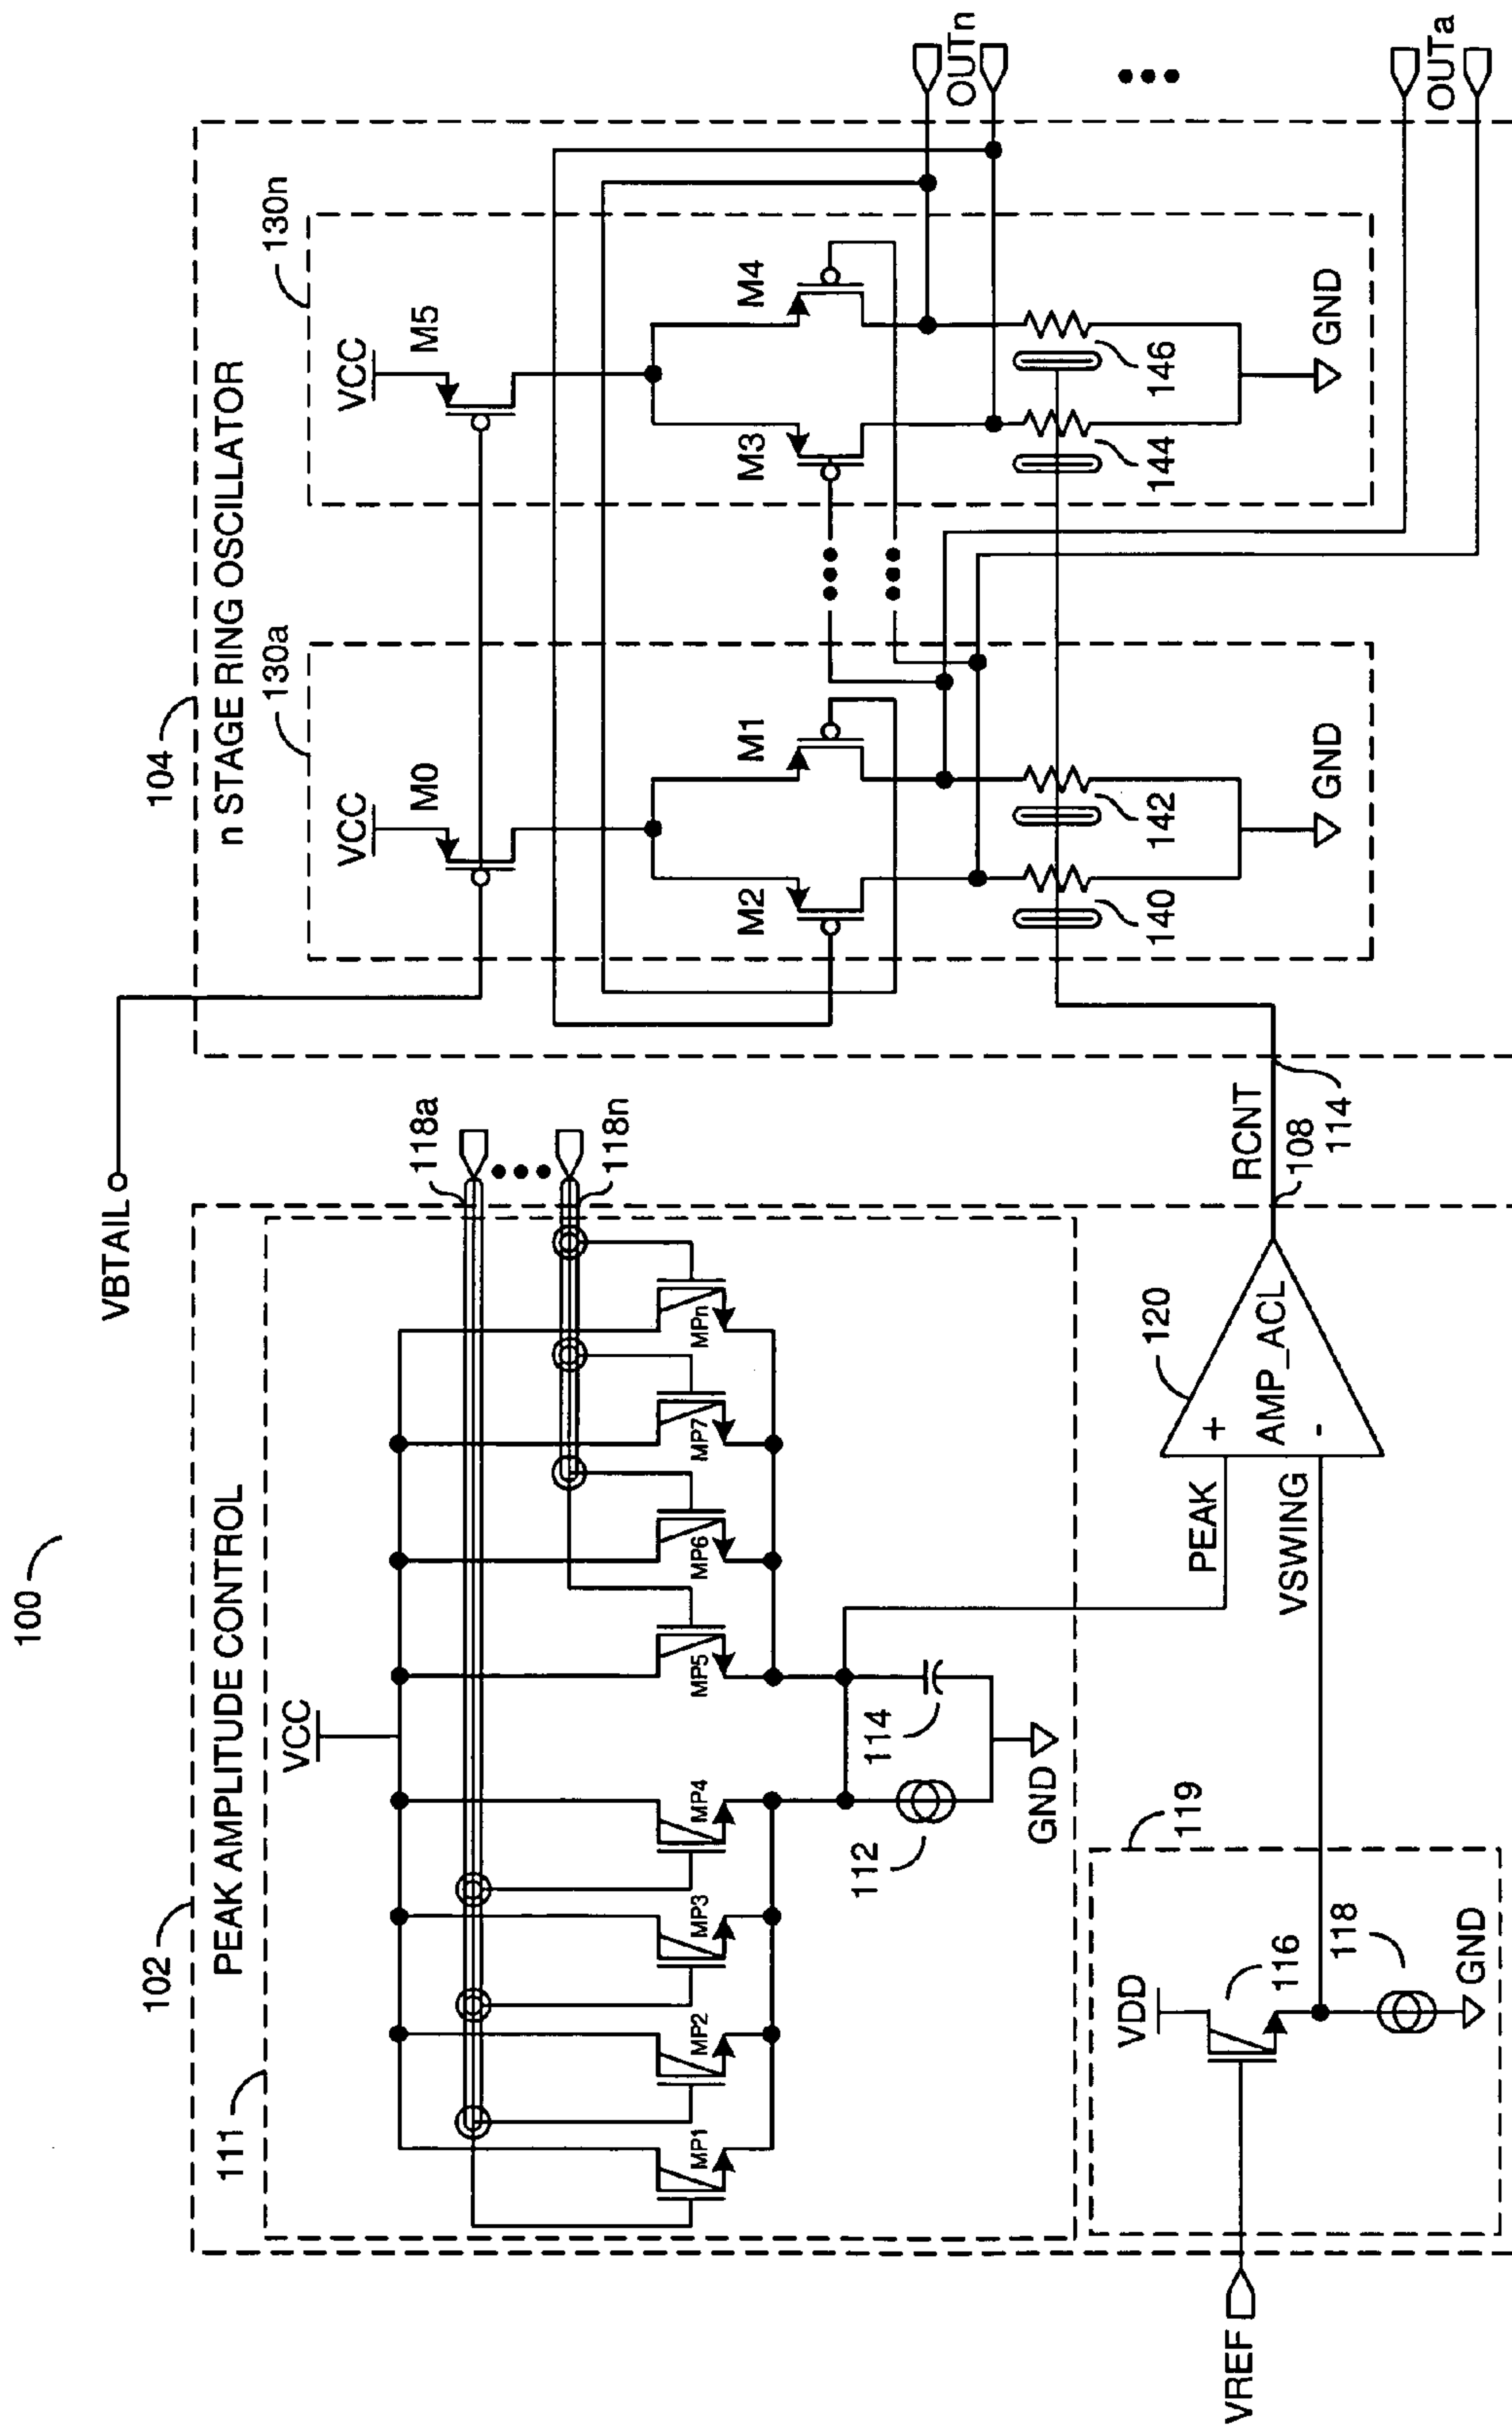 100
VBTAIL
102
PEAK AMPLITUDE CONTROL
111
VCC
118a
118n
MP1
MP2
MP3
MP4
MP5
MP6
MP7
MPn
112
114
GND
119
VDD
116
118
GND
VREF
PEAK
VSWING
+
-
AMP_ACL
120
RCNT
108
114
104
n STAGE RING OSCILLATOR
130a
VCC
M0
M2
M1
140
142
GND
130n
VCC
M5
M3
M4
144
146
GND
OUTn
OUTa